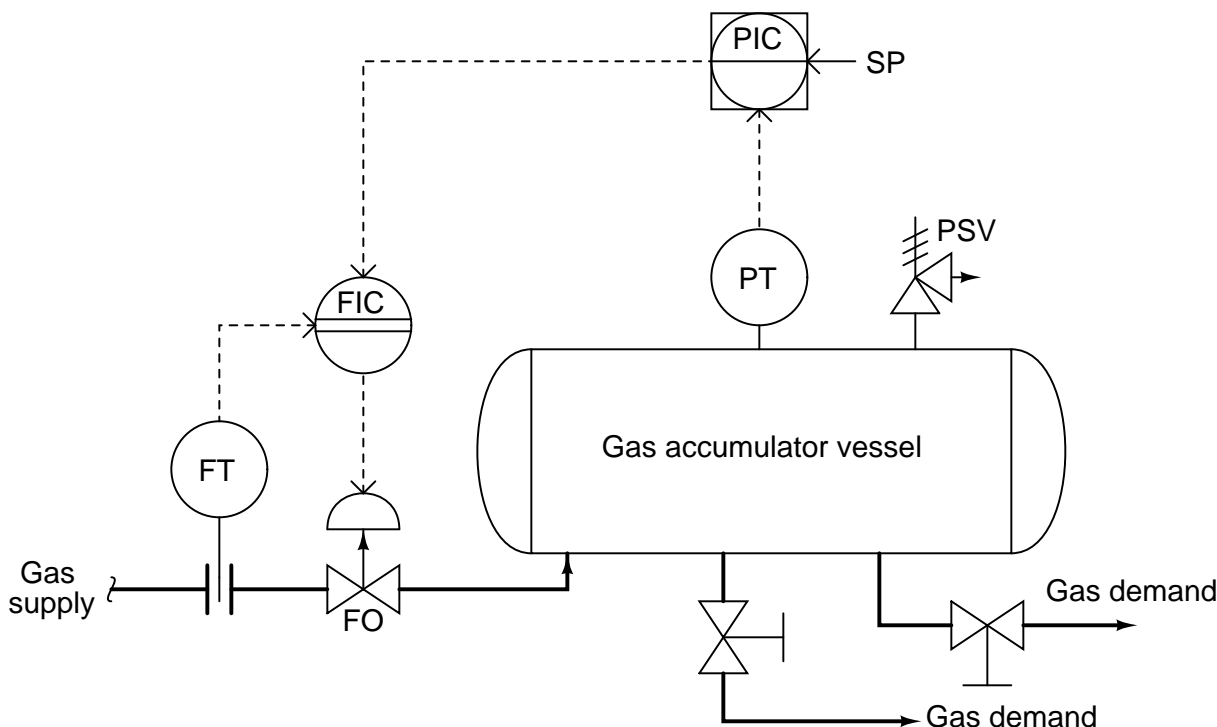 PIC
SP
PSV
PT
FIC
Gas accumulator vessel
FT
Gas
supply
FO
Gas demand
Gas demand